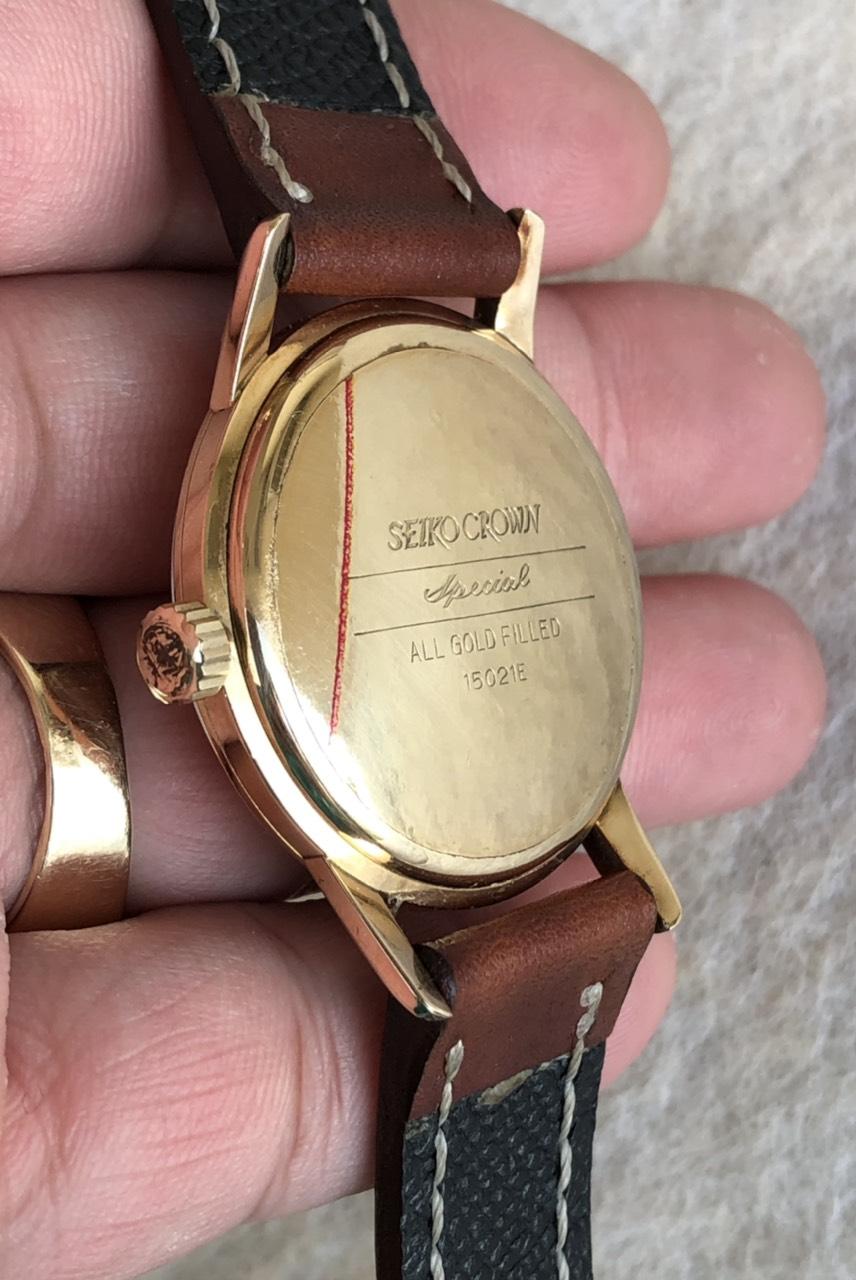 SEIKO CROWN
Special
ALL GOLD FILLED
15021E